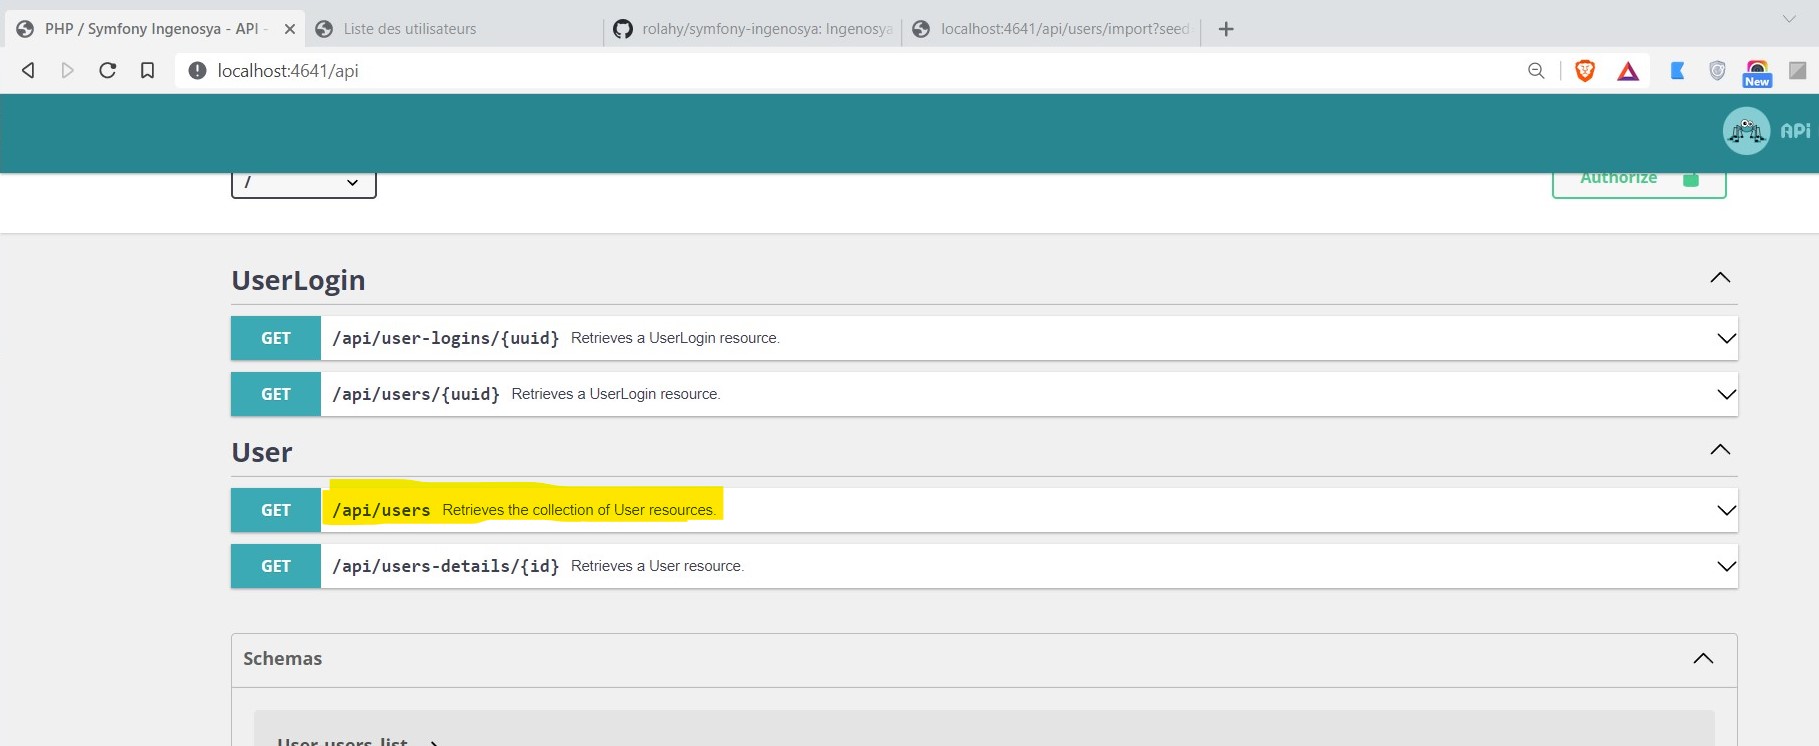 PHP / Symfony Ingenosya - API -
Liste des utilisateurs
rolahy/symfony-ingenosya: Ingenosya
localhost:4641/api/users/import?seed
localhost:4641/api
New
APi
/
Authorize
UserLogin
GET /api/user-logins/{uuid} Retrieves a UserLogin resource.
GET /api/users/{uuid} Retrieves a UserLogin resource.
User
GET /api/users Retrieves the collection of User resources.
GET /api/users-details/{id} Retrieves a User resource.
Schemas
User-users_list